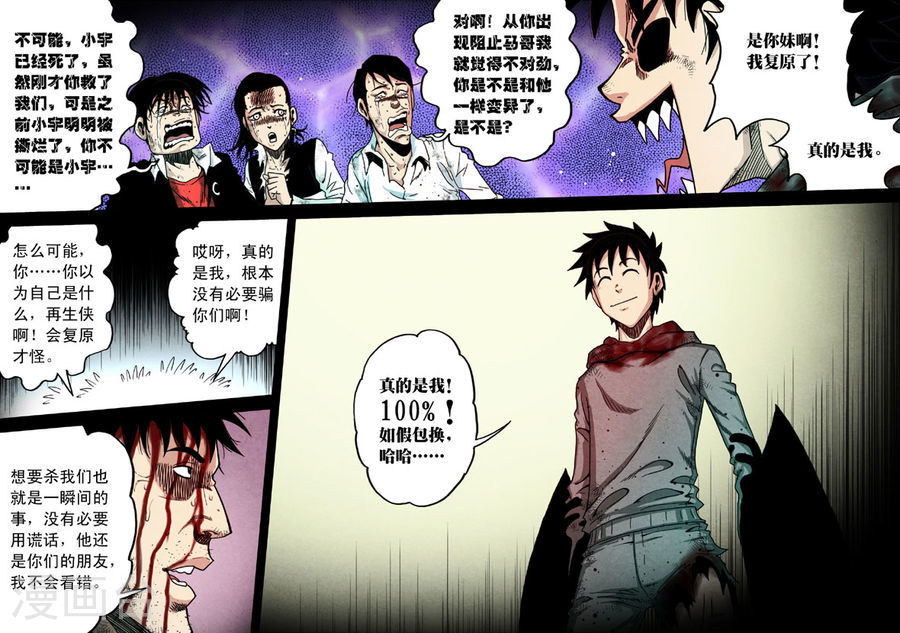 不可能，小宇
已经死了，虽
然刚才你救了
我们，可是之
前小宇明明被
撕烂了，你不
可能是小宇…
…
对啊！从你出
现阻止马哥我
就觉得不对劲，
你是不是和他
一样变异了，
是不是？
是你妹啊！
我复原了！
真的是我。
怎么可能，
你……你以
为自己是什
么，再生侠
啊！会复原
才怪。
哎呀，真的
是我，根本
没有必要骗
你们啊！
真的是我！
100%！
如假包换，
哈哈……
想要杀我们也
就是一瞬间的
事，没有必要
用谎话，他还
是你们的朋友，
我不会看错。
漫画台